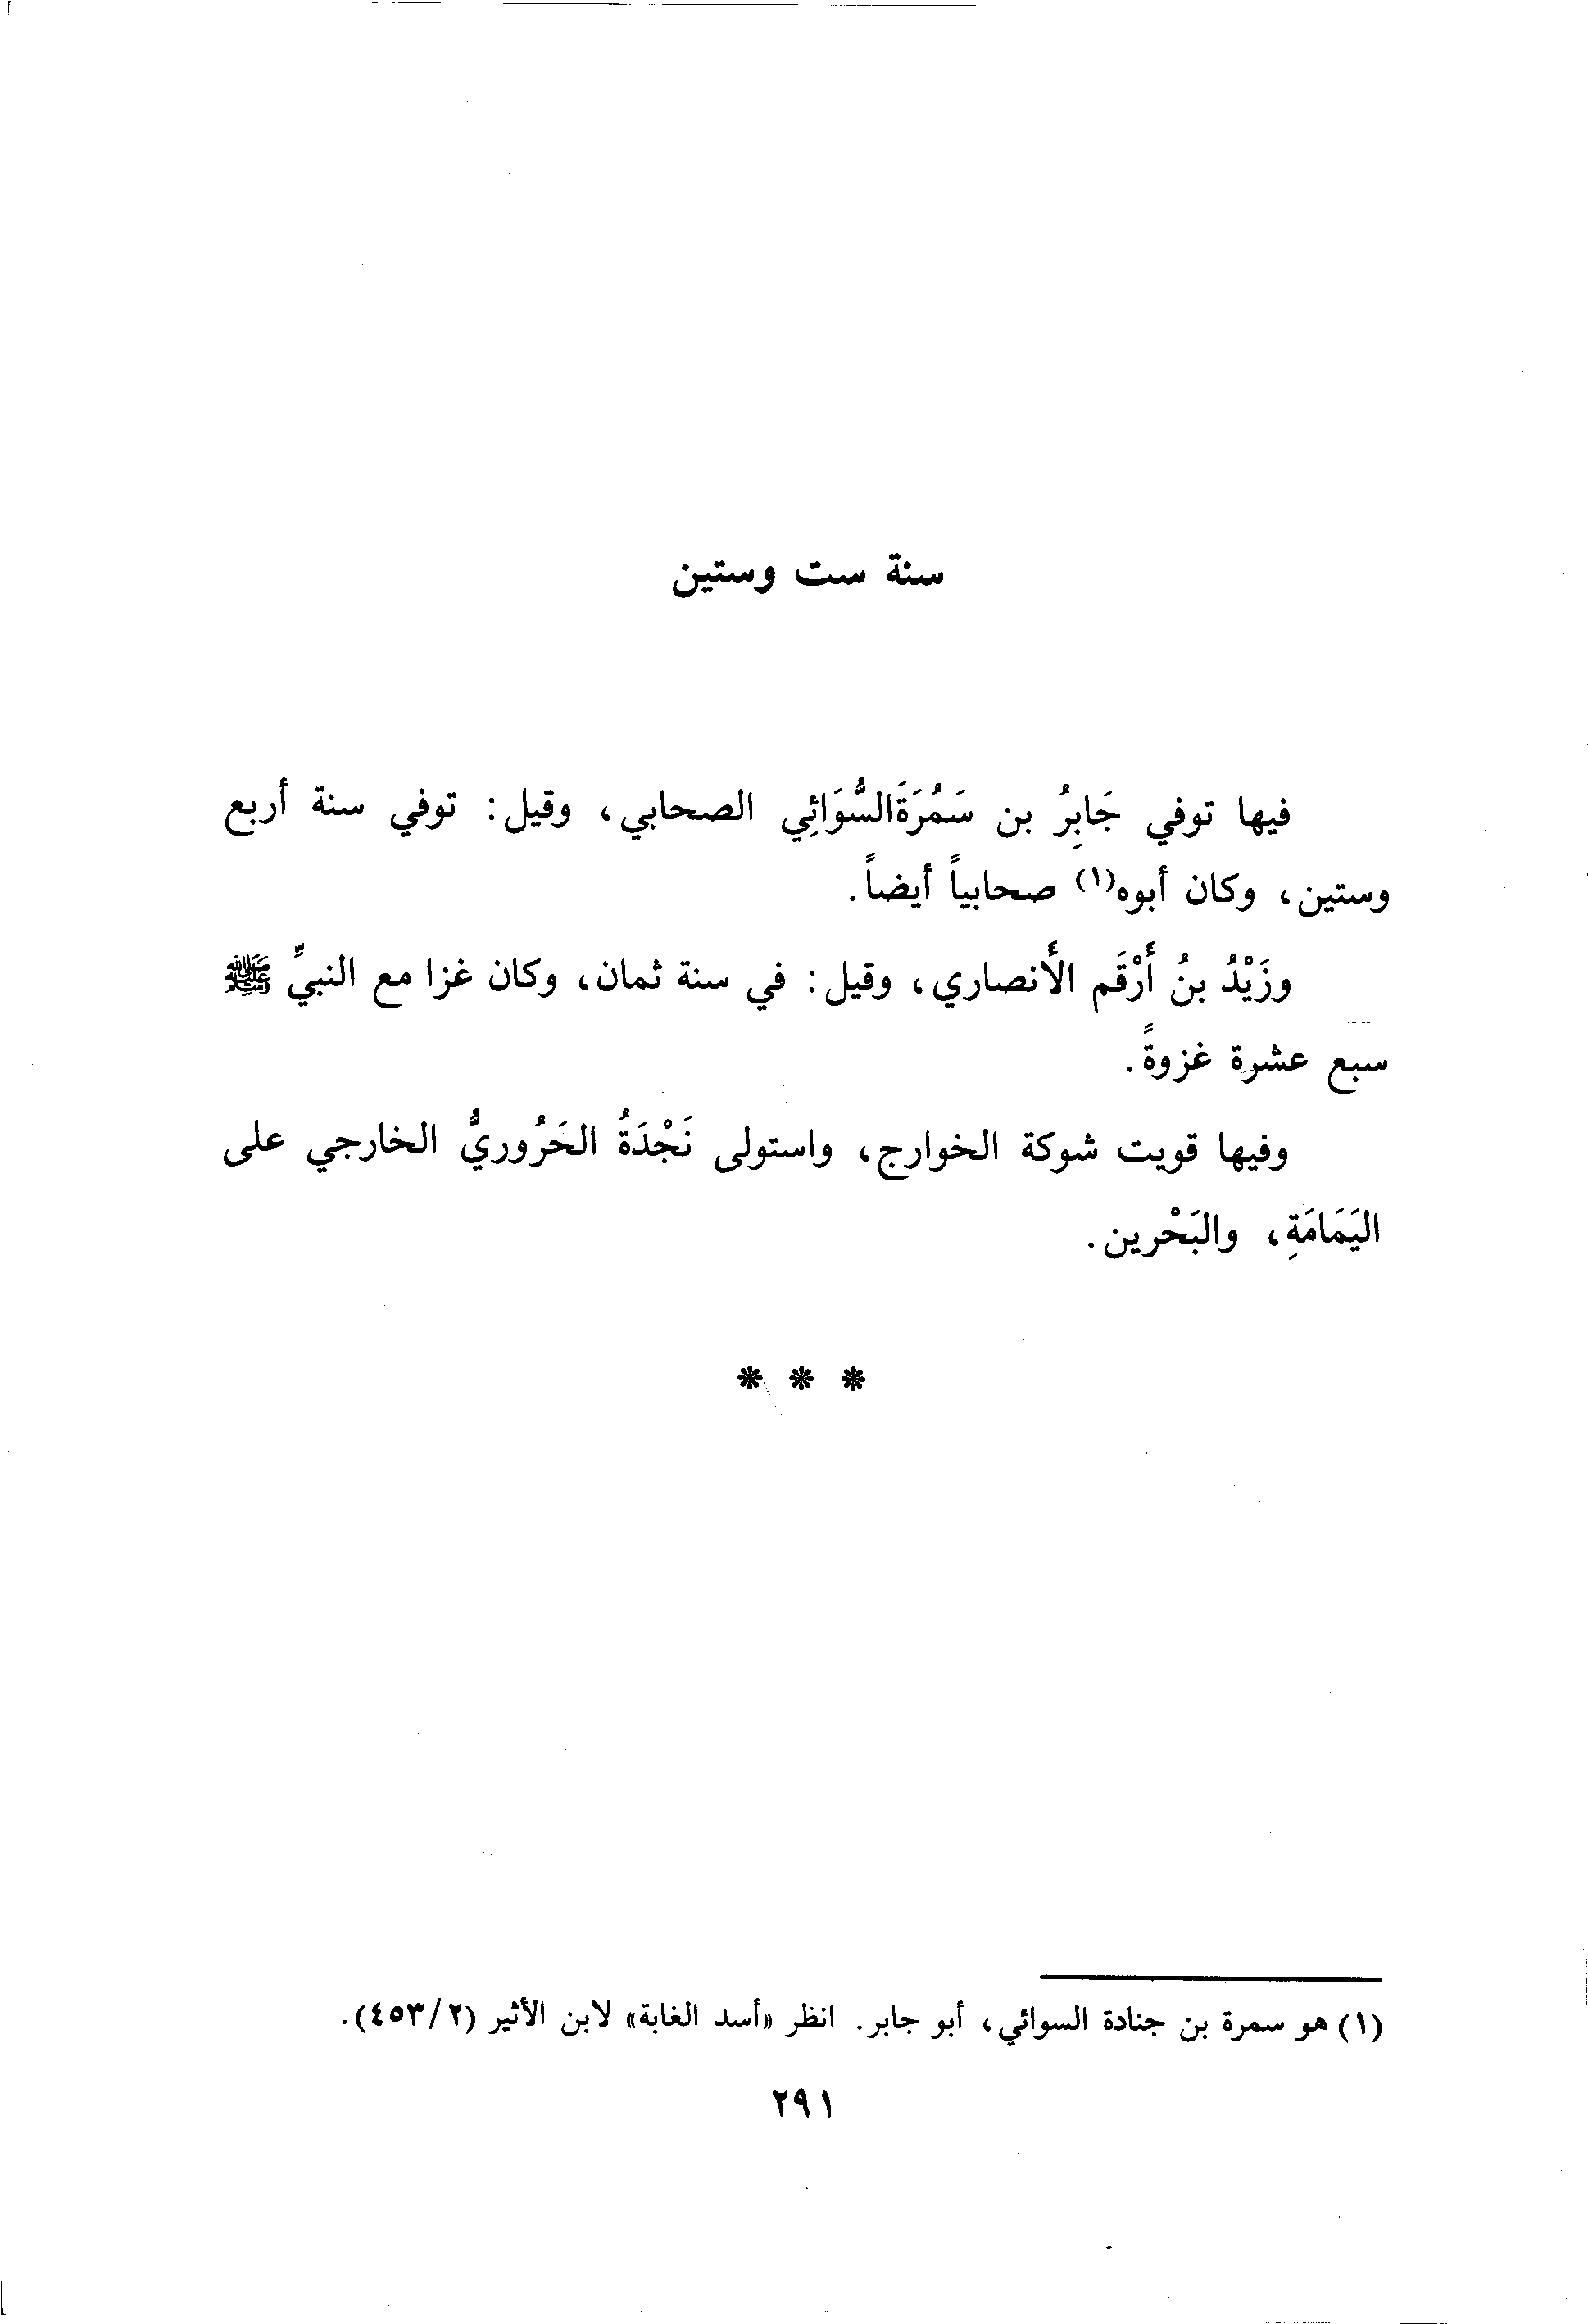 سنة ست وستين
فيها توفي جَابِرُ بن سَمُرَةَالسُّوَائِي الصحابي، وقيل: توفي سنة أربع
وستين، وكان أبوه(١) صحابياً أيضاً.
وزَيْدُ بنُ أَرْقَم الأنصاري، وقيل: في سنة ثمان، وكان غزا مع النبيِّ ﷺ
سبع عشرة غزوةً.
وفيها قويت شوكة الخوارج، واستولى نَجْدَةُ الحَرُوريُّ الخارجي على
اليَمَامَةِ، والبَحْرين.
* * *
(١) هو سمرة بن جنادة السوائي، أبو جابر. انظر «أسد الغابة» لابن الأثير (٢/ ٤٥٣).
٢٩١